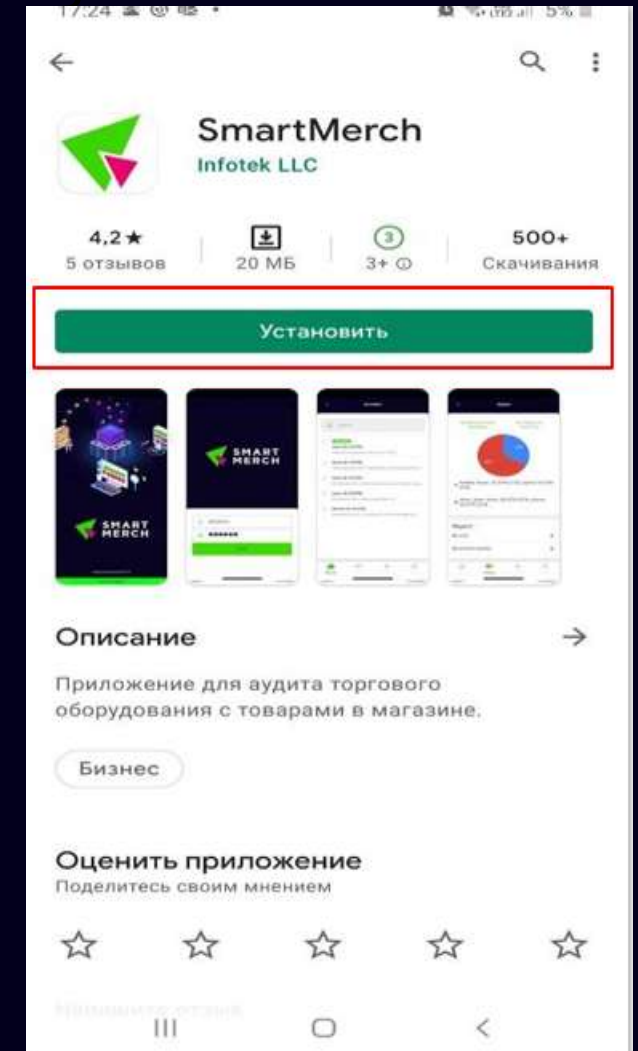 17:24
5%
SmartMerch
Infotek LLC
4,2★
5 отзывов
20 МБ
3
3+
500+
Скачивания
Установить
SMART
MERCH
SMART
MERCH
Описание
Приложение для аудита торгового
оборудования с товарами в магазине.
Бизнес
Оценить приложение
Поделитесь своим мнением